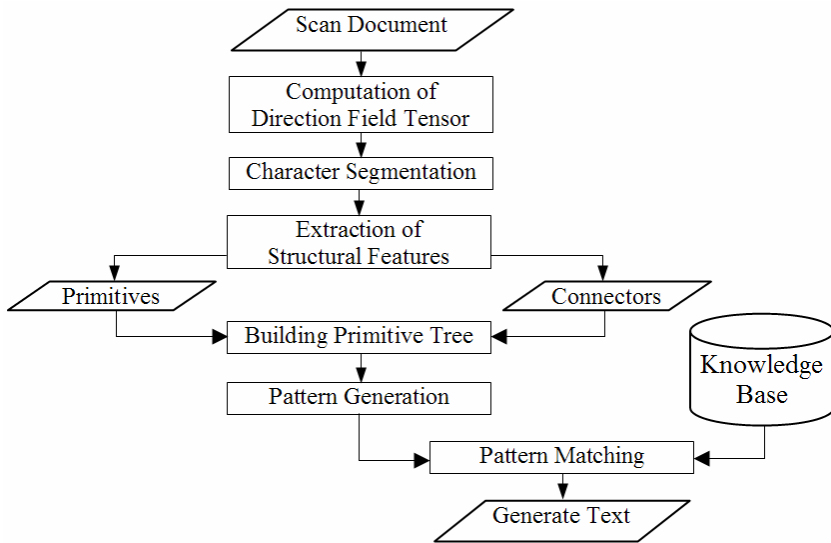 Scan Document
Computation of
Direction Field Tensor
Character Segmentation
Extraction of
Structural Features
Primitives
Connectors
Building Primitive Tree
Knowledge
Base
Pattern Generation
Pattern Matching
Generate Text